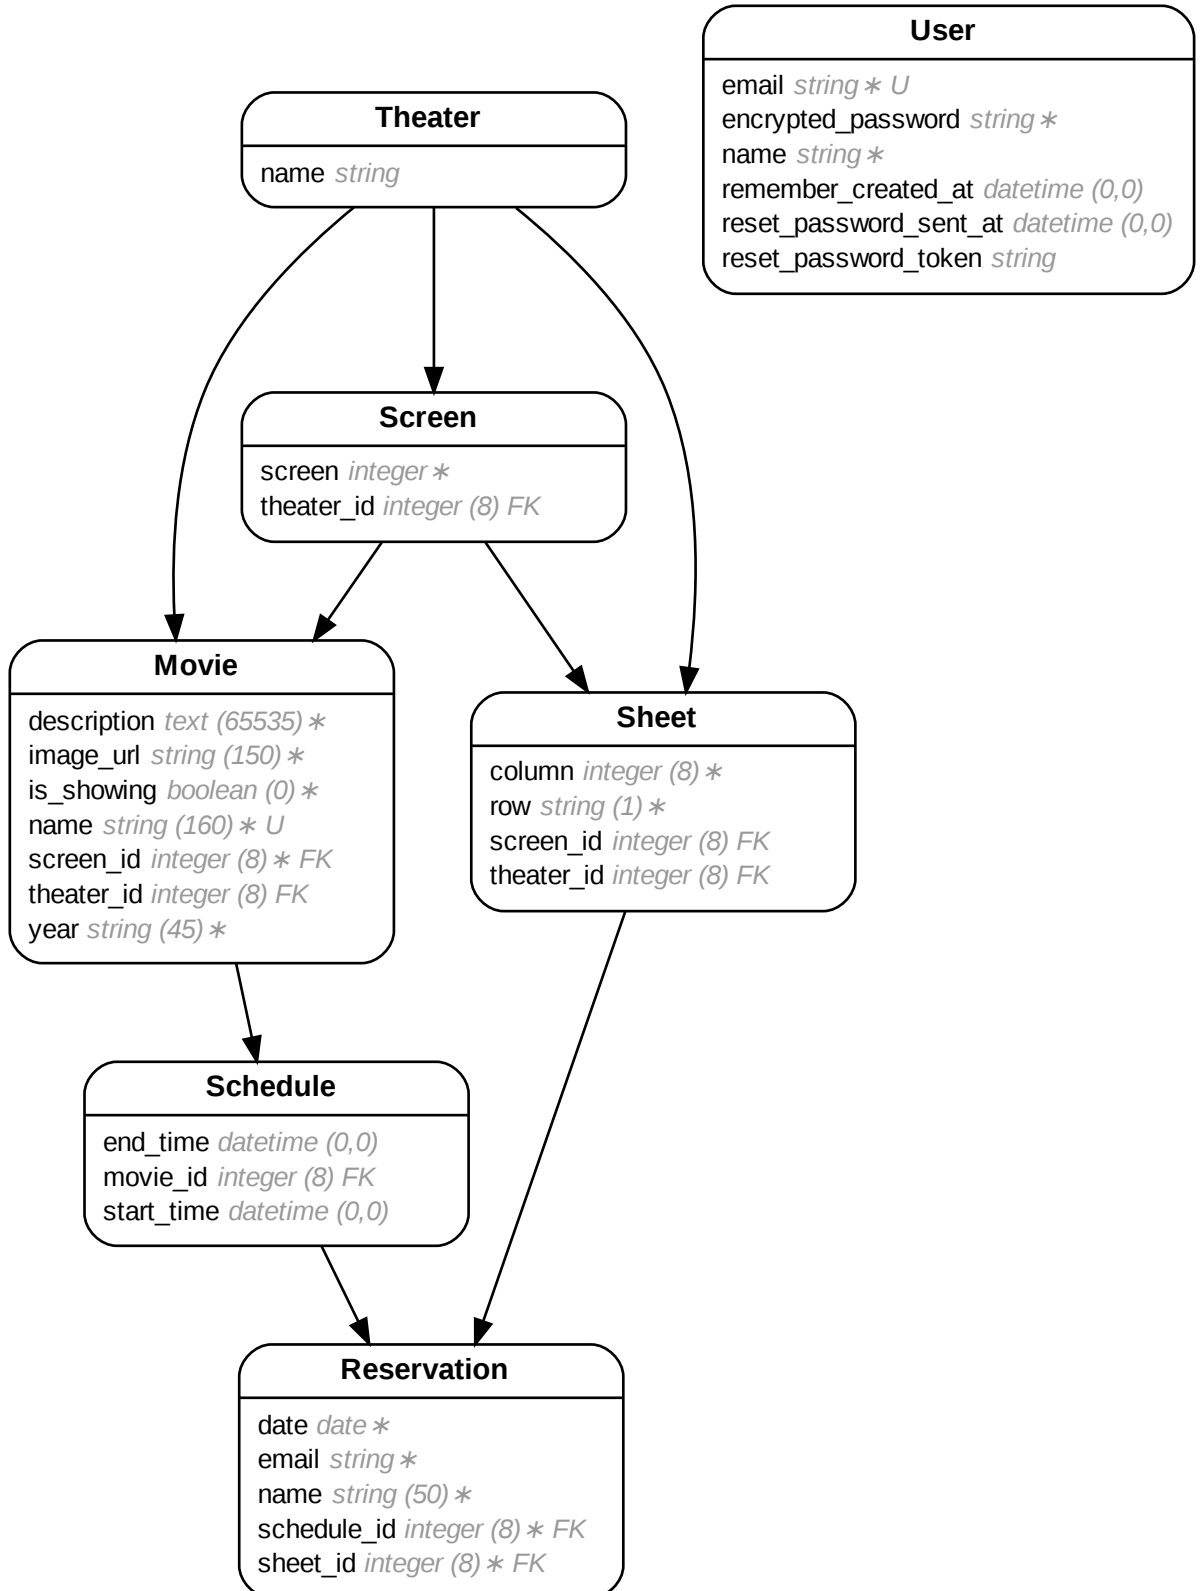 User
email string∗ U
encrypted_password string∗
name string∗
remember_created_at datetime (0,0)
reset_password_sent_at datetime (0,0)
reset_password_token string
Theater
name string
Screen
screen integer∗
theater_id integer (8) FK
Movie
description text (65535)∗
image_url string (150)∗
is_showing boolean (0)∗
name string (160)∗ U
screen_id integer (8)∗ FK
theater_id integer (8) FK
year string (45)∗
Sheet
column integer (8)∗
row string (1)∗
screen_id integer (8) FK
theater_id integer (8) FK
Schedule
end_time datetime (0,0)
movie_id integer (8) FK
start_time datetime (0,0)
Reservation
date date∗
email string∗
name string (50)∗
schedule_id integer (8)∗ FK
sheet_id integer (8)∗ FK